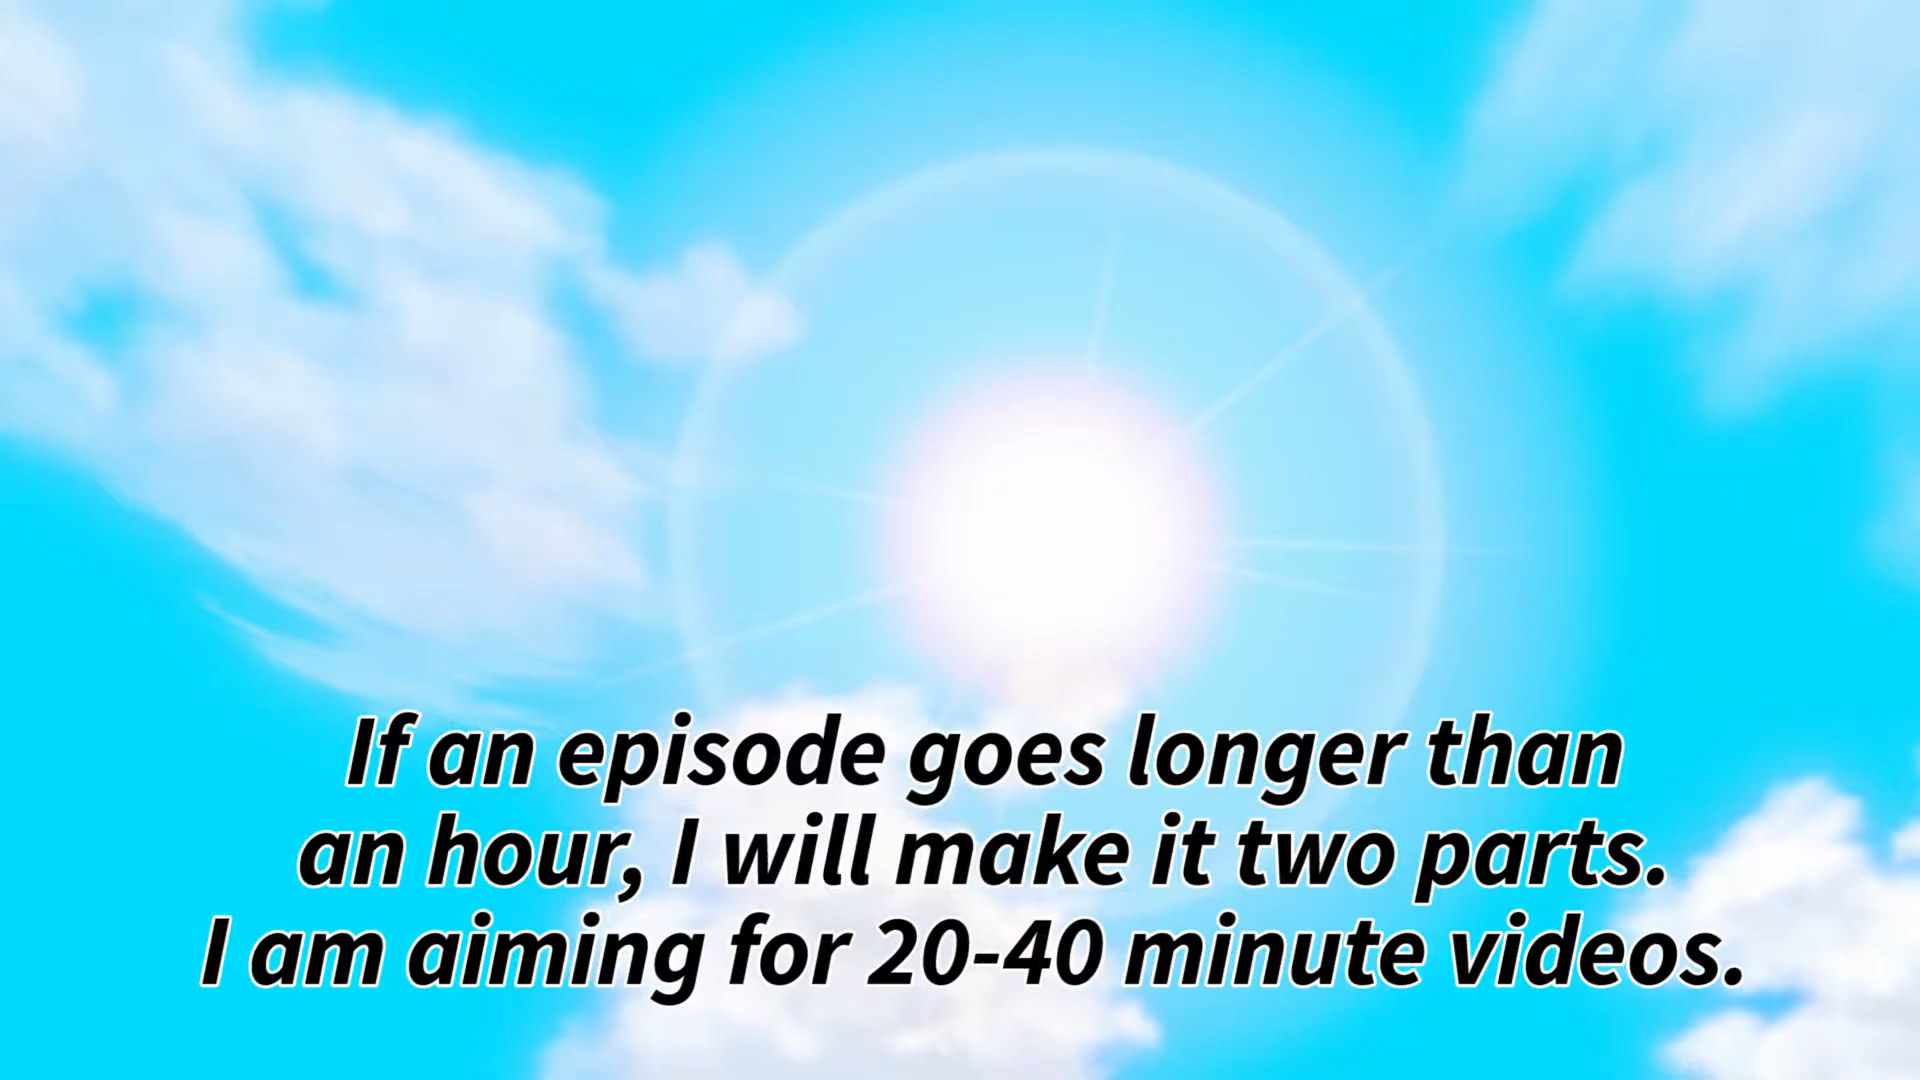 If an episode goes longer than
an hour, I will make it two parts.
I am aiming for 20-40 minute videos.